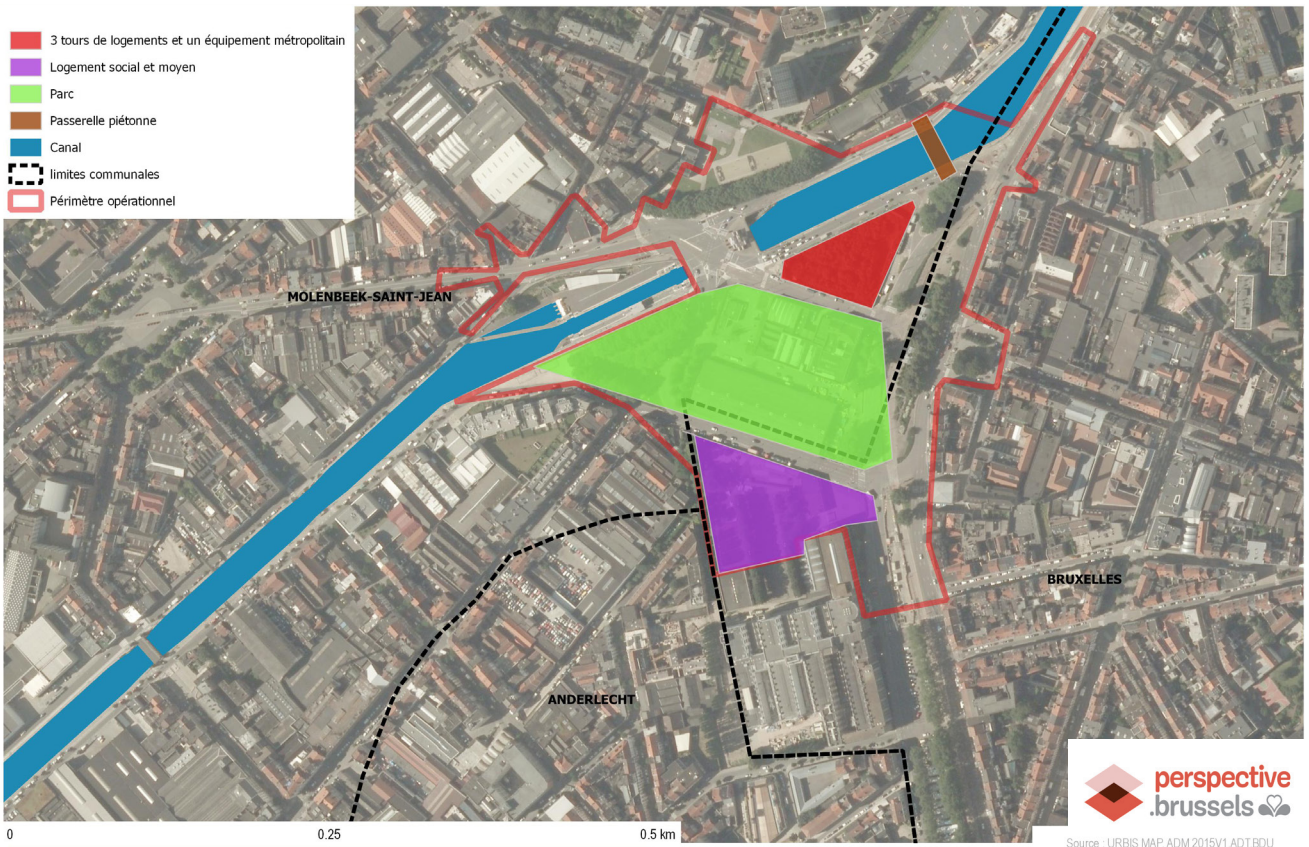 3 tours de logements et un équipement métropolitain
Logement social et moyen
Parc
Passerelle piétonne
Canal
limites communales
Périmètre opérationnel
MOLENBEEK-SAINT-JEAN
BRUXELLES
ANDERLECHT
perspective
.brussels
0 0.25 0.5 km
Source : URBIS MAP ADM 2015V1 ADT.BDU